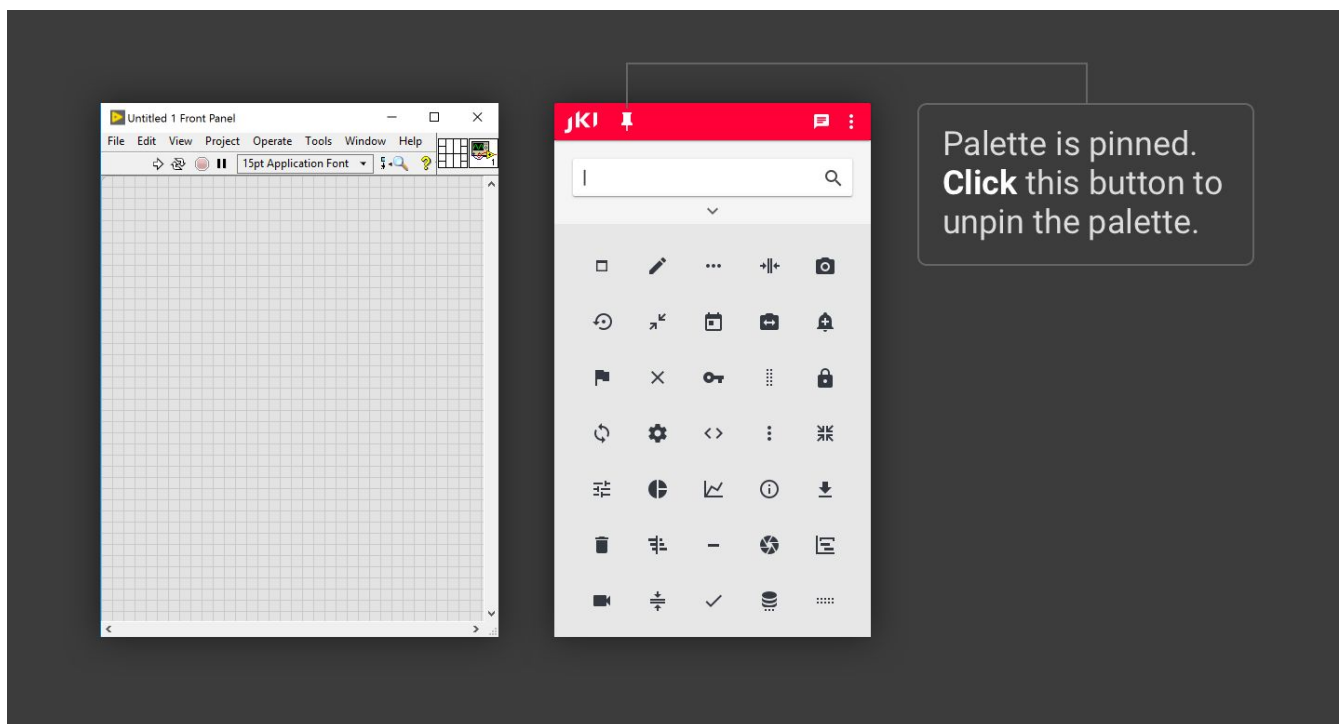 Untitled 1 Front Panel
File Edit View Project Operate Tools Window Help
15pt Application Font
1
JKI
Palette is pinned.
Click this button to
unpin the palette.